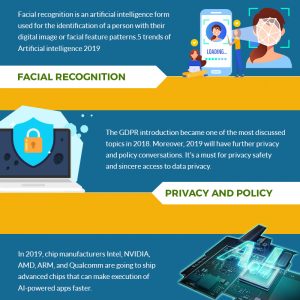 Facial recognition is an artificial intelligence form
used for the identification of a person with their
digital image or facial feature patterns.5 trends of
Artificial intelligence 2019
LOADING...
FACIAL RECOGNITION
The GDPR introduction became one of the most discussed
topics in 2018. Moreover, 2019 will have further privacy
and policy conversations. It's a must for privacy safety
and sincere access to data privacy.
PRIVACY AND POLICY
In 2019, chip manufacturers Intel, NVIDIA,
AMD, ARM, and Qualcomm are going to ship
advanced chips that can make execution of
AI-powered apps faster.